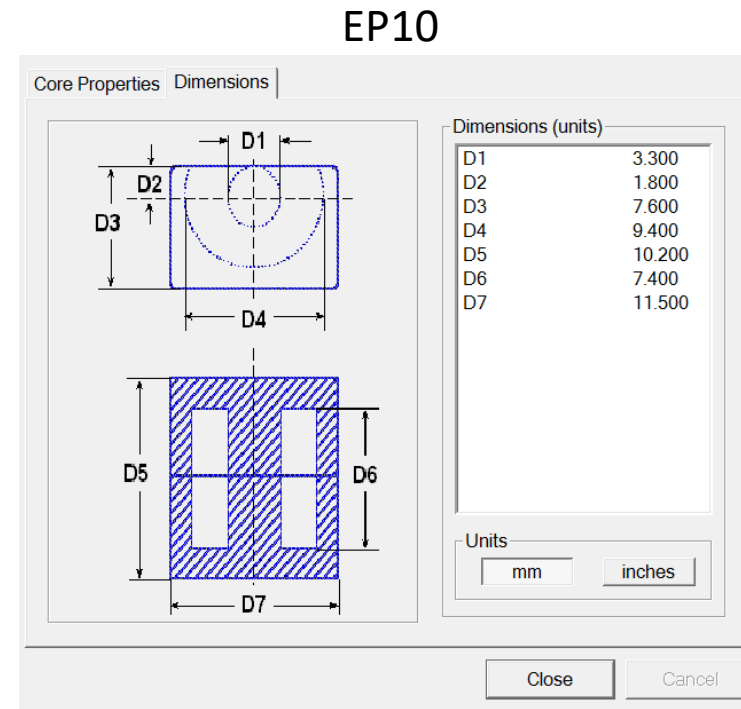 EP10
Core Properties Dimensions
Dimensions (units)
D1
D2
D3
D4
D5
D6
D7
D1 3.300
D2 1.800
D3 7.600
D4 9.400
D5 10.200
D6 7.400
D7 11.500
Units
mm inches
Close Cancel